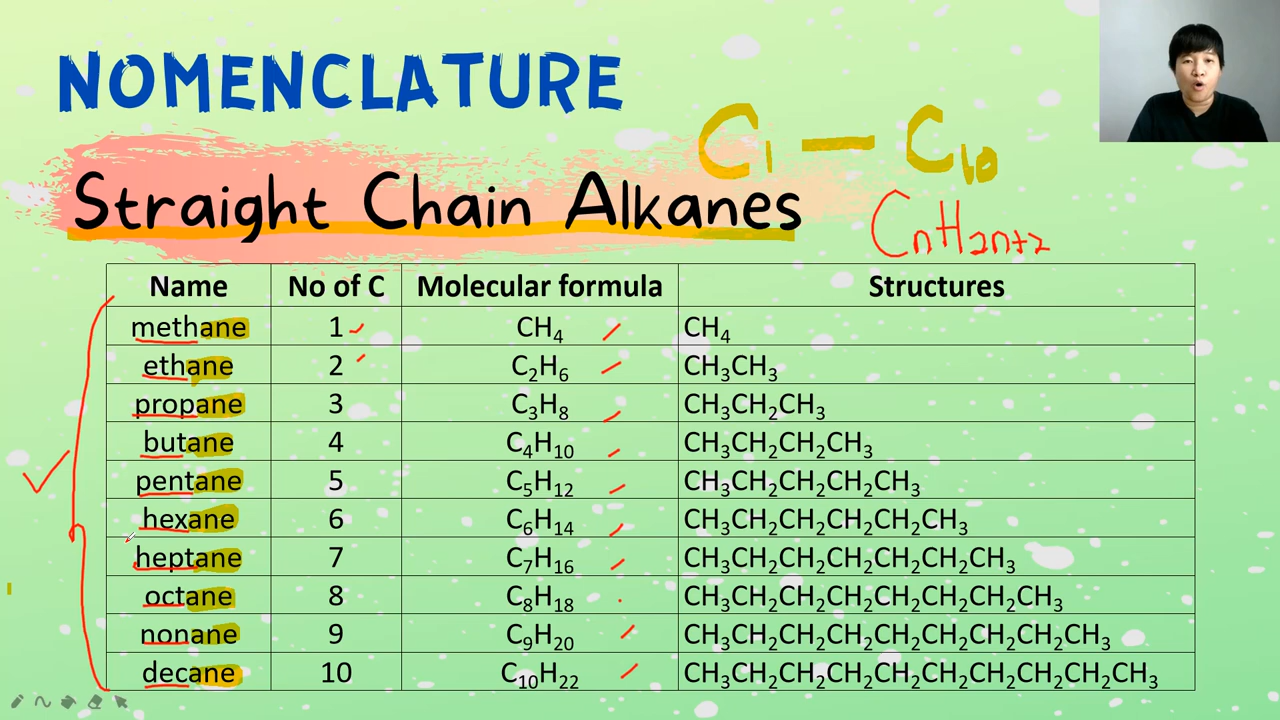 NOMENCLATURE
C₁ — C₁₀
Straight Chain Alkanes
CₙH₂ₙ₊₂
Name No of C Molecular formula Structures
methane 1 CH₄ CH₄
ethane 2 C₂H₆ CH₃CH₃
propane 3 C₃H₈ CH₃CH₂CH₃
butane 4 C₄H₁₀ CH₃CH₂CH₂CH₃
pentane 5 C₅H₁₂ CH₃CH₂CH₂CH₂CH₃
hexane 6 C₆H₁₄ CH₃CH₂CH₂CH₂CH₂CH₃
heptane 7 C₇H₁₆ CH₃CH₂CH₂CH₂CH₂CH₂CH₃
octane 8 C₈H₁₈ CH₃CH₂CH₂CH₂CH₂CH₂CH₂CH₃
nonane 9 C₉H₂₀ CH₃CH₂CH₂CH₂CH₂CH₂CH₂CH₂CH₃
decane 10 C₁₀H₂₂ CH₃CH₂CH₂CH₂CH₂CH₂CH₂CH₂CH₂CH₃